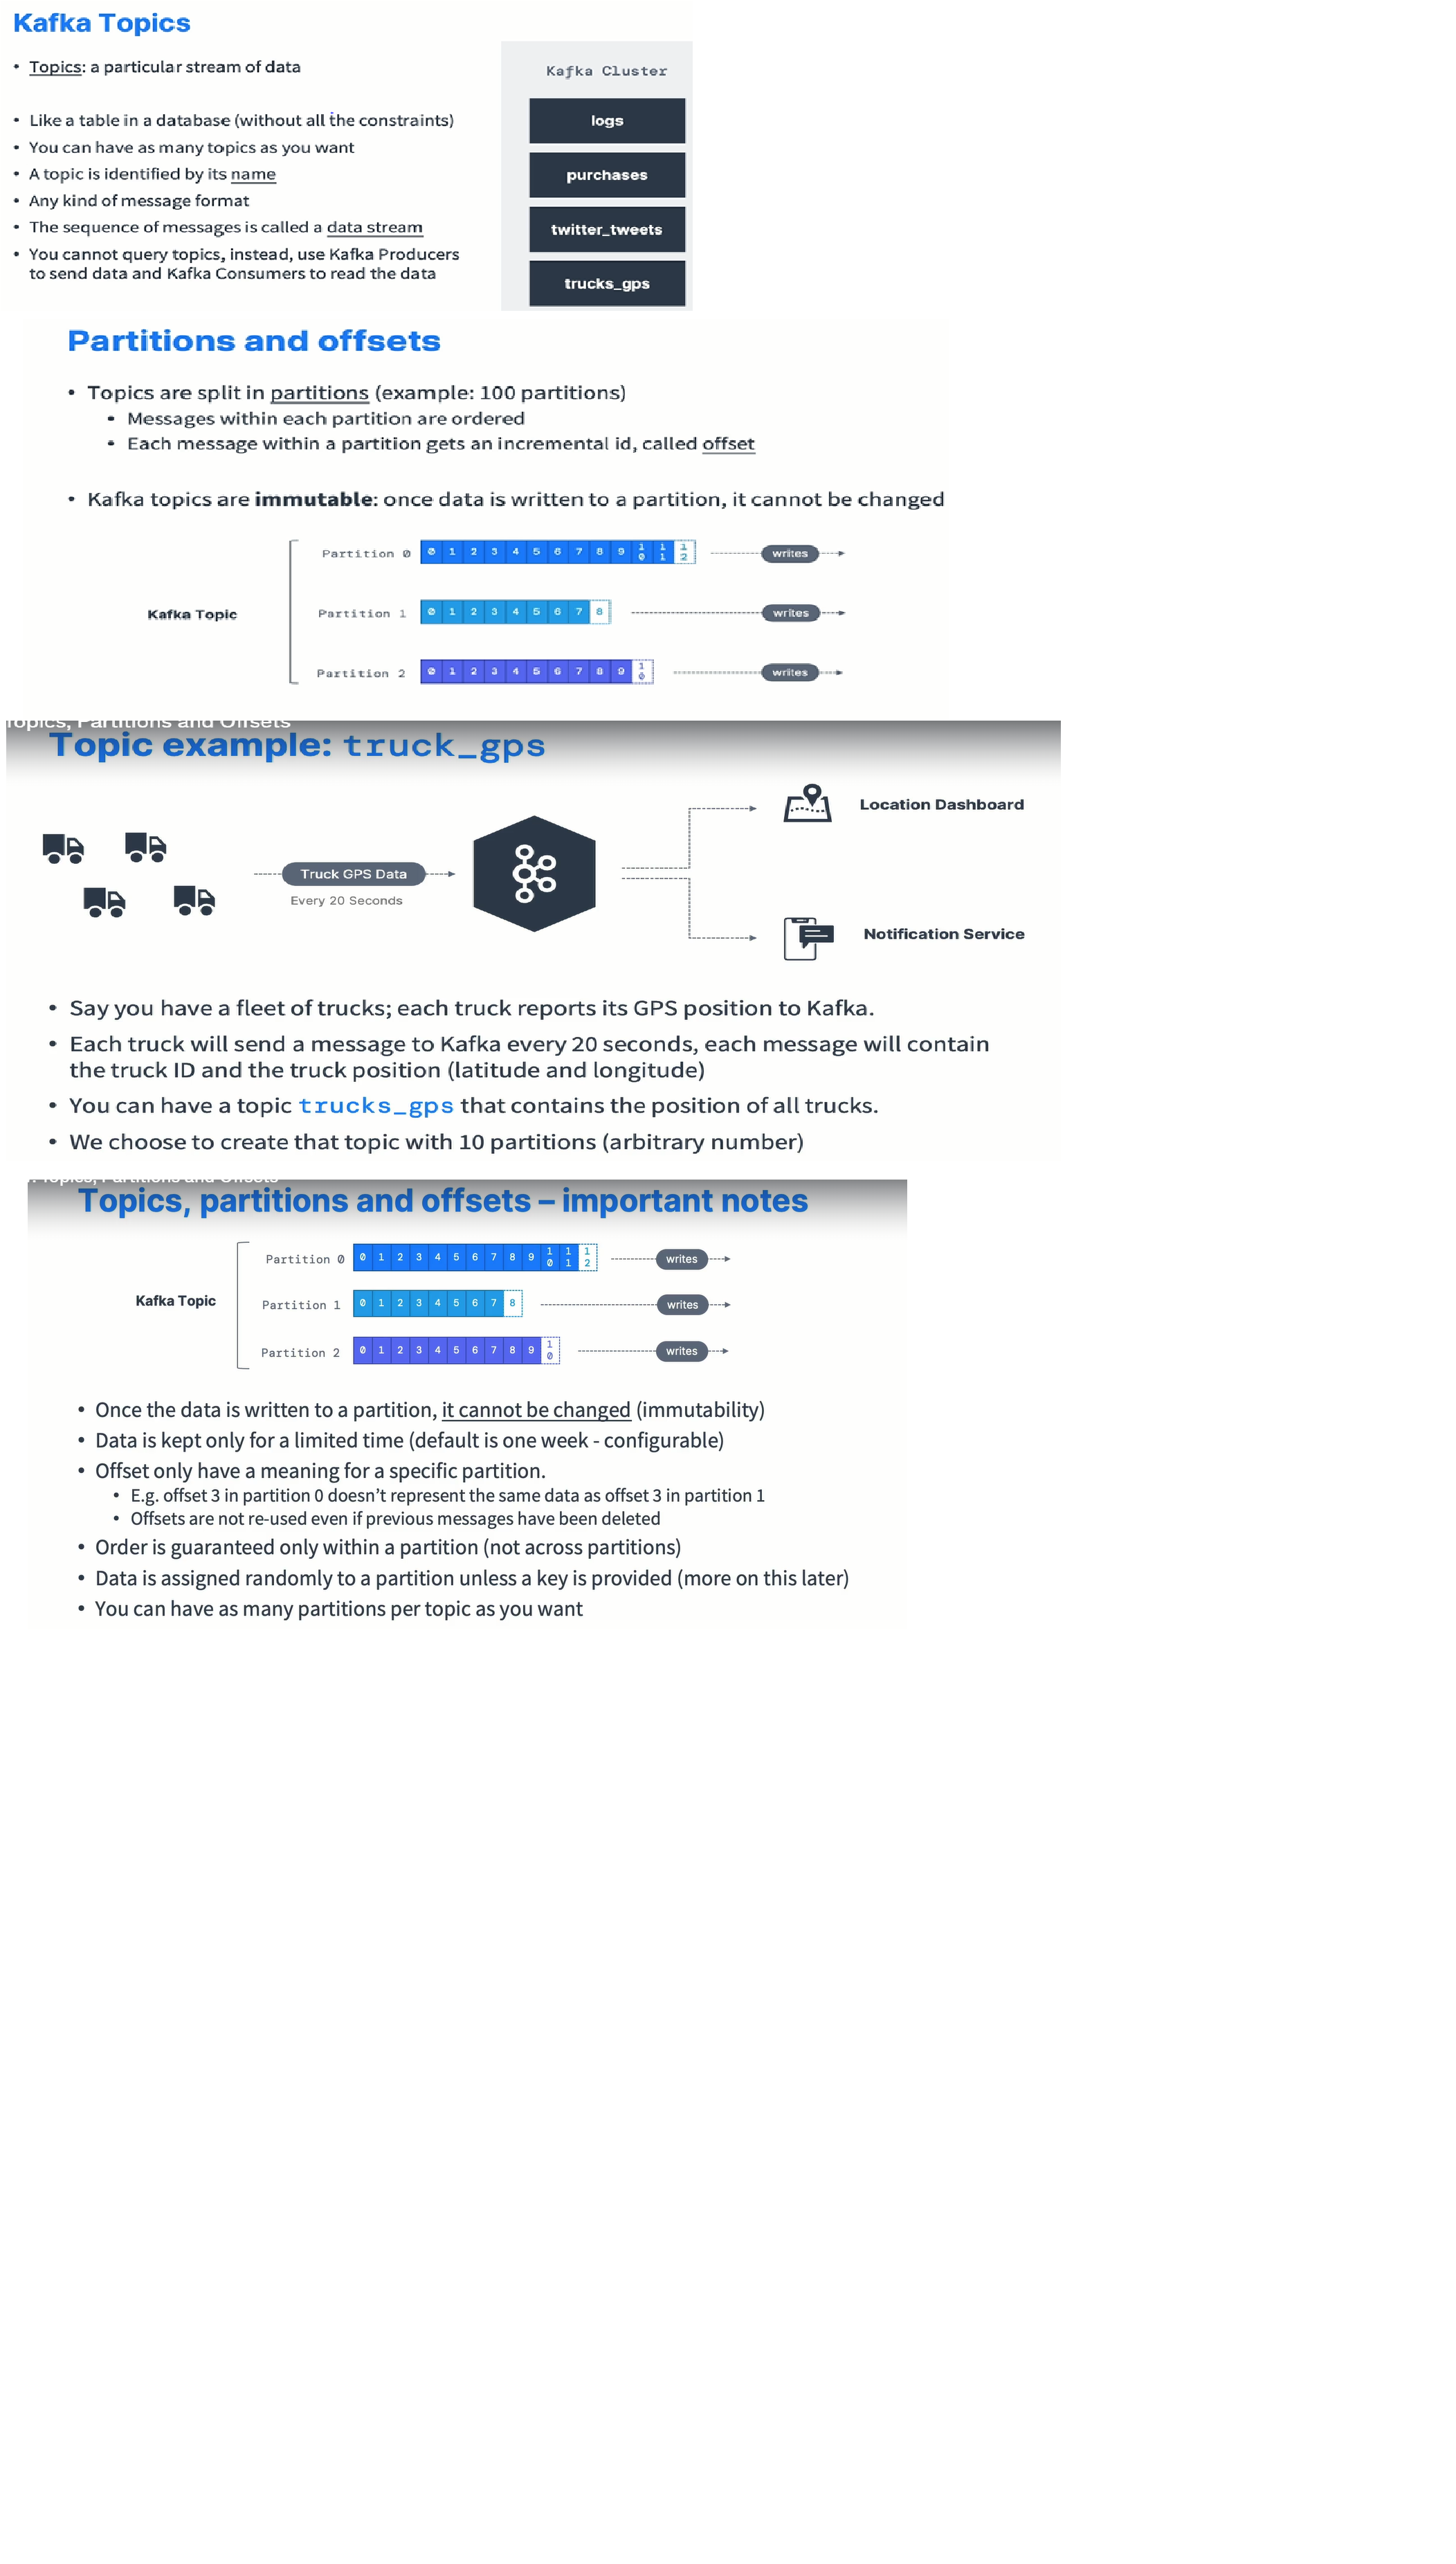 Kafka Topics
• Topics: a particular stream of data
• Like a table in a database (without all the constraints)
• You can have as many topics as you want
• A topic is identified by its name
• Any kind of message format
• The sequence of messages is called a data stream
• You cannot query topics, instead, use Kafka Producers
to send data and Kafka Consumers to read the data
Kafka Cluster
logs
purchases
twitter_tweets
trucks_gps
Partitions and offsets
• Topics are split in partitions (example: 100 partitions)
• Messages within each partition are ordered
• Each message within a partition gets an incremental id, called offset
• Kafka topics are immutable: once data is written to a partition, it cannot be changed
Kafka Topic
Partition 0 0 1 2 3 4 5 6 7 8 9 10 11 12 writes
Partition 1 0 1 2 3 4 5 6 7 8 writes
Partition 2 0 1 2 3 4 5 6 7 8 9 10 writes
Topics, Partitions and Offsets
Topic example: truck_gps
Truck GPS Data
Every 20 Seconds
Location Dashboard
Notification Service
• Say you have a fleet of trucks; each truck reports its GPS position to Kafka.
• Each truck will send a message to Kafka every 20 seconds, each message will contain
the truck ID and the truck position (latitude and longitude)
• You can have a topic trucks_gps that contains the position of all trucks.
• We choose to create that topic with 10 partitions (arbitrary number)
Topics, Partitions and Offsets
Topics, partitions and offsets – important notes
Kafka Topic
Partition 0 0 1 2 3 4 5 6 7 8 9 10 11 12 writes
Partition 1 0 1 2 3 4 5 6 7 8 writes
Partition 2 0 1 2 3 4 5 6 7 8 9 10 writes
• Once the data is written to a partition, it cannot be changed (immutability)
• Data is kept only for a limited time (default is one week - configurable)
• Offset only have a meaning for a specific partition.
• E.g. offset 3 in partition 0 doesn't represent the same data as offset 3 in partition 1
• Offsets are not re-used even if previous messages have been deleted
• Order is guaranteed only within a partition (not across partitions)
• Data is assigned randomly to a partition unless a key is provided (more on this later)
• You can have as many partitions per topic as you want